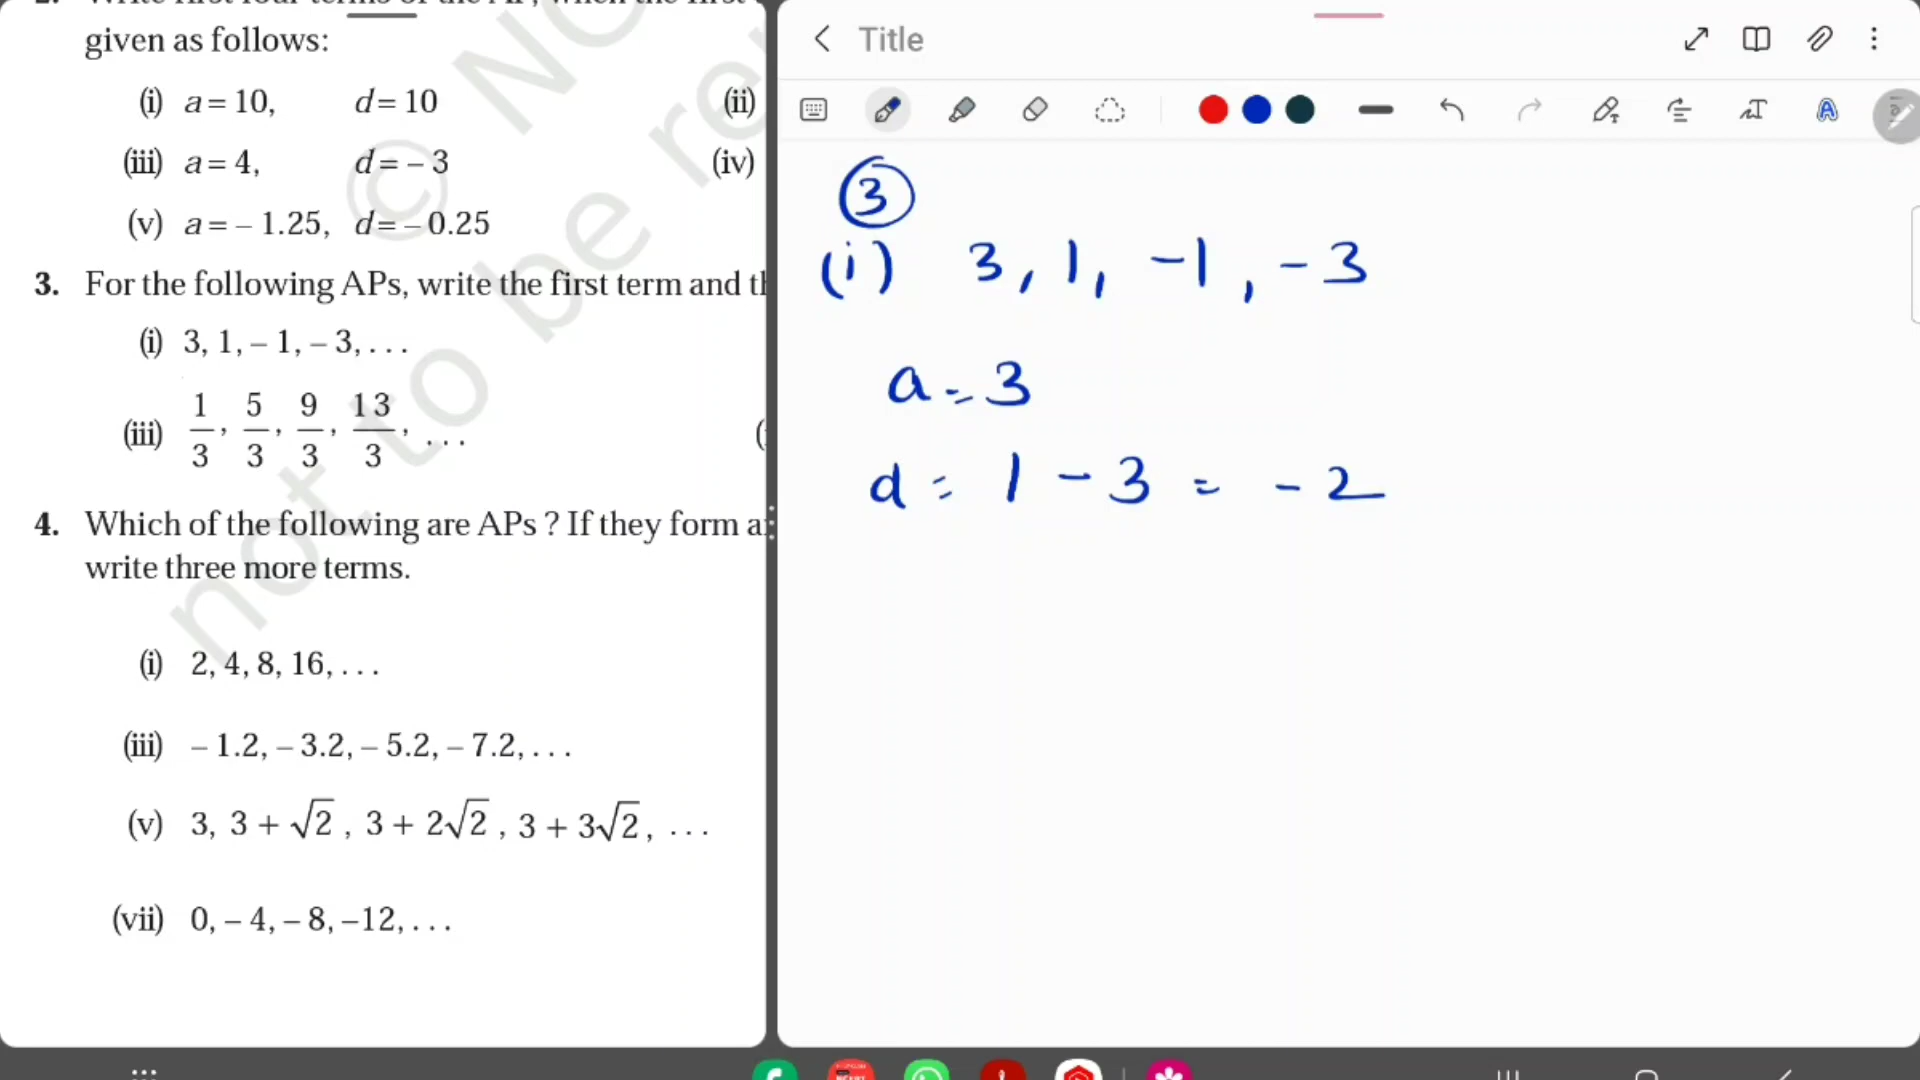 given as follows:
(i) a = 10, d = 10 (ii)
(iii) a = 4, d = – 3 (iv)
(v) a = – 1.25, d = – 0.25
3. For the following APs, write the first term and
(i) 3, 1, – 1, – 3, . . .
(iii) 1/3, 5/3, 9/3, 13/3, . . .
4. Which of the following are APs ? If they form
write three more terms.
(i) 2, 4, 8, 16, . . .
(iii) – 1.2, – 3.2, – 5.2, – 7.2, . . .
(v) 3, 3 + √2 , 3 + 2√2 , 3 + 3√2 , . . .
(vii) 0, – 4, – 8, –12, . . .
not to be
Title
3
(i) 3, 1, -1, -3
a = 3
d = 1 - 3 = -2